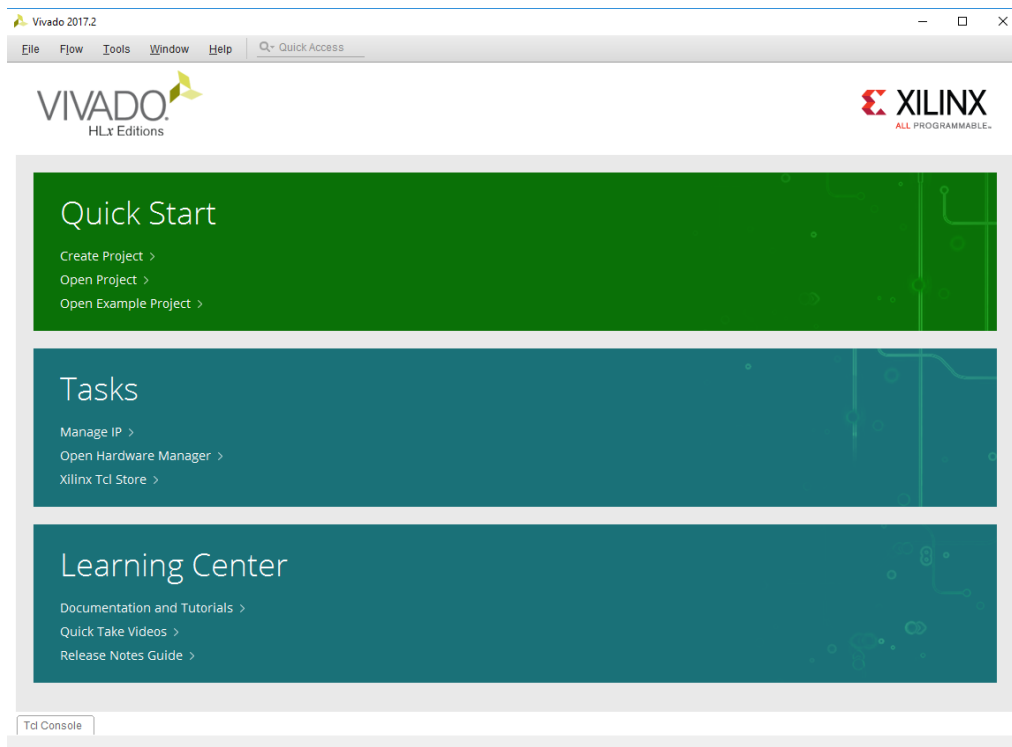 Vivado 2017.2
File Flow Tools Window Help Quick Access
VIVADO.
HLx Editions
XILINX
ALL PROGRAMMABLE.
Quick Start
Create Project >
Open Project >
Open Example Project >
Tasks
Manage IP >
Open Hardware Manager >
Xilinx Tcl Store >
Learning Center
Documentation and Tutorials >
Quick Take Videos >
Release Notes Guide >
Tcl Console